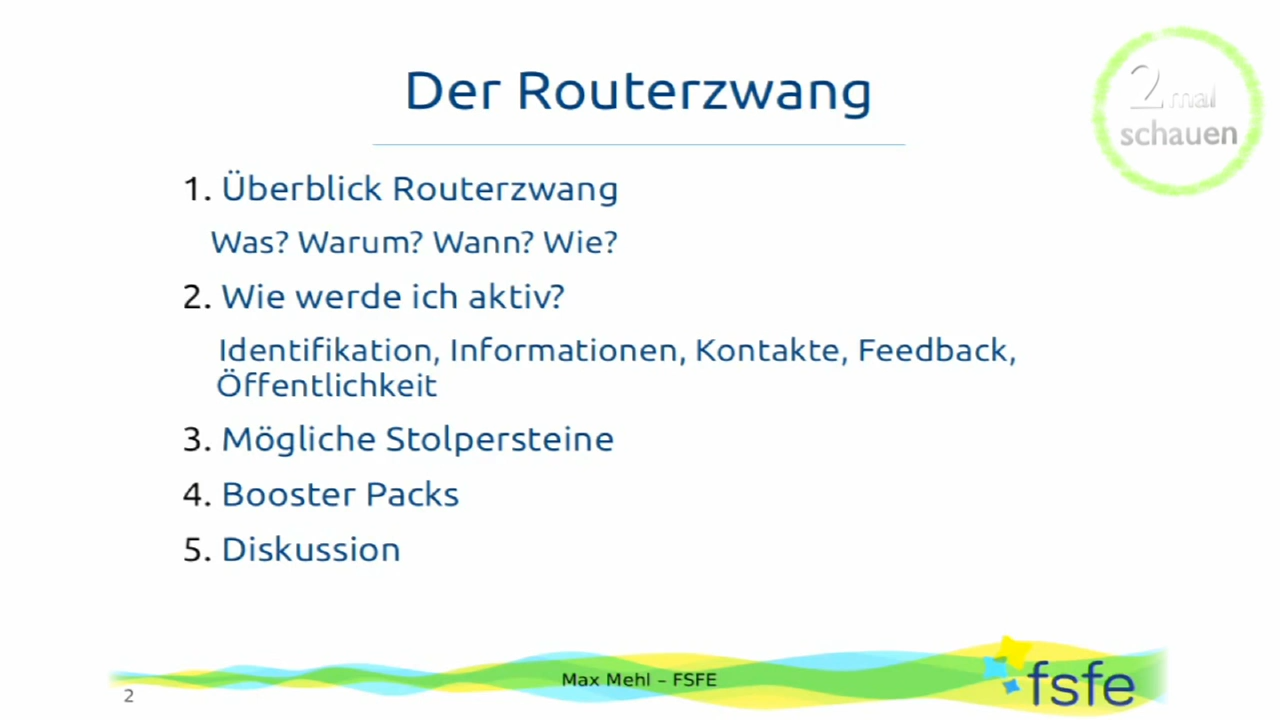 Der Routerzwang
2 mal
schauen
1. Überblick Routerzwang
Was? Warum? Wann? Wie?
2. Wie werde ich aktiv?
Identifikation, Informationen, Kontakte, Feedback,
Öffentlichkeit
3. Mögliche Stolpersteine
4. Booster Packs
5. Diskussion
Max Mehl – FSFE
fsfe
2